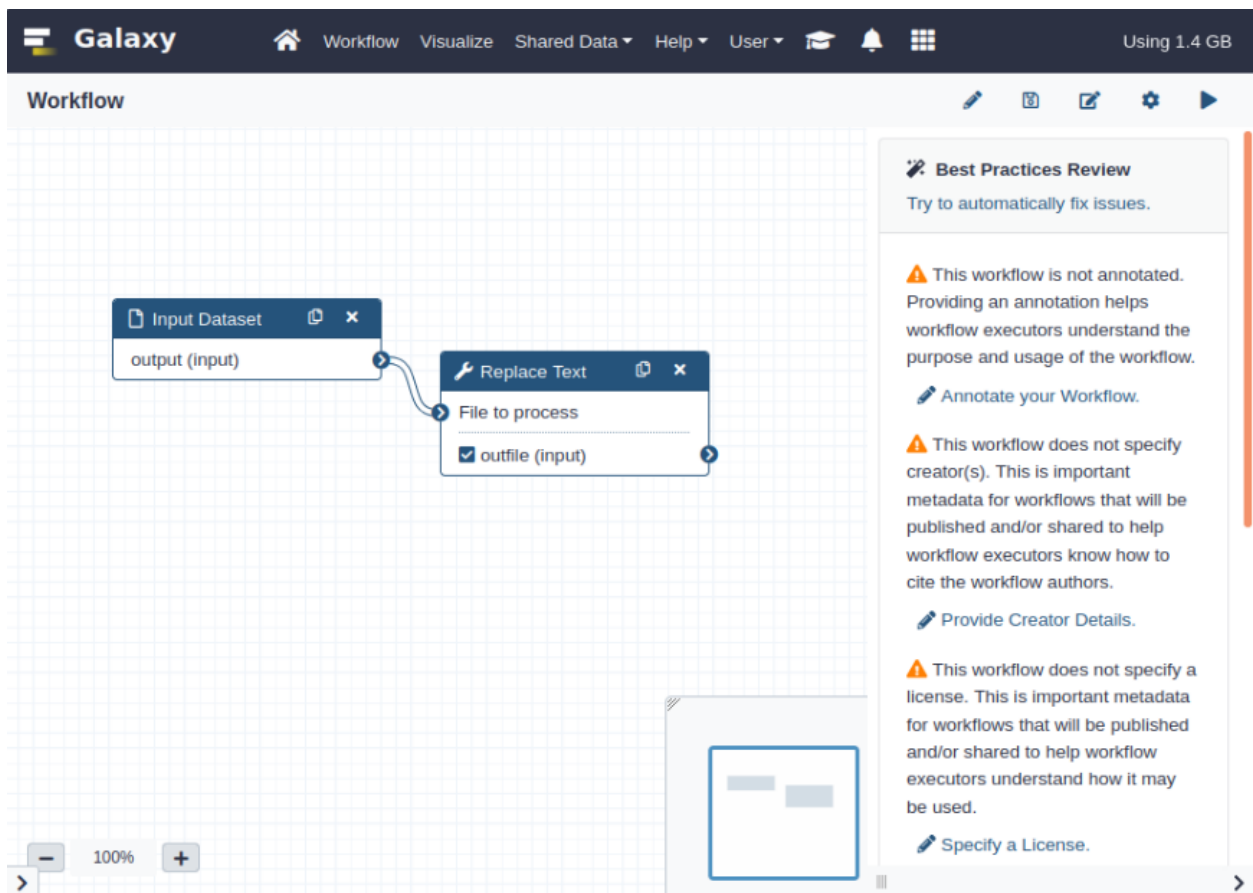 Galaxy Workflow Visualize Shared Data Help User Using 1.4 GB
Workflow
Best Practices Review
Try to automatically fix issues.
This workflow is not annotated.
Providing an annotation helps
workflow executors understand the
purpose and usage of the workflow.
Annotate your Workflow.
This workflow does not specify
creator(s). This is important
metadata for workflows that will be
published and/or shared to help
workflow executors know how to
cite the workflow authors.
Provide Creator Details.
This workflow does not specify a
license. This is important metadata
for workflows that will be published
and/or shared to help workflow
executors understand how it may
be used.
Specify a License.
Input Dataset
output (input)
Replace Text
File to process
outfile (input)
100%